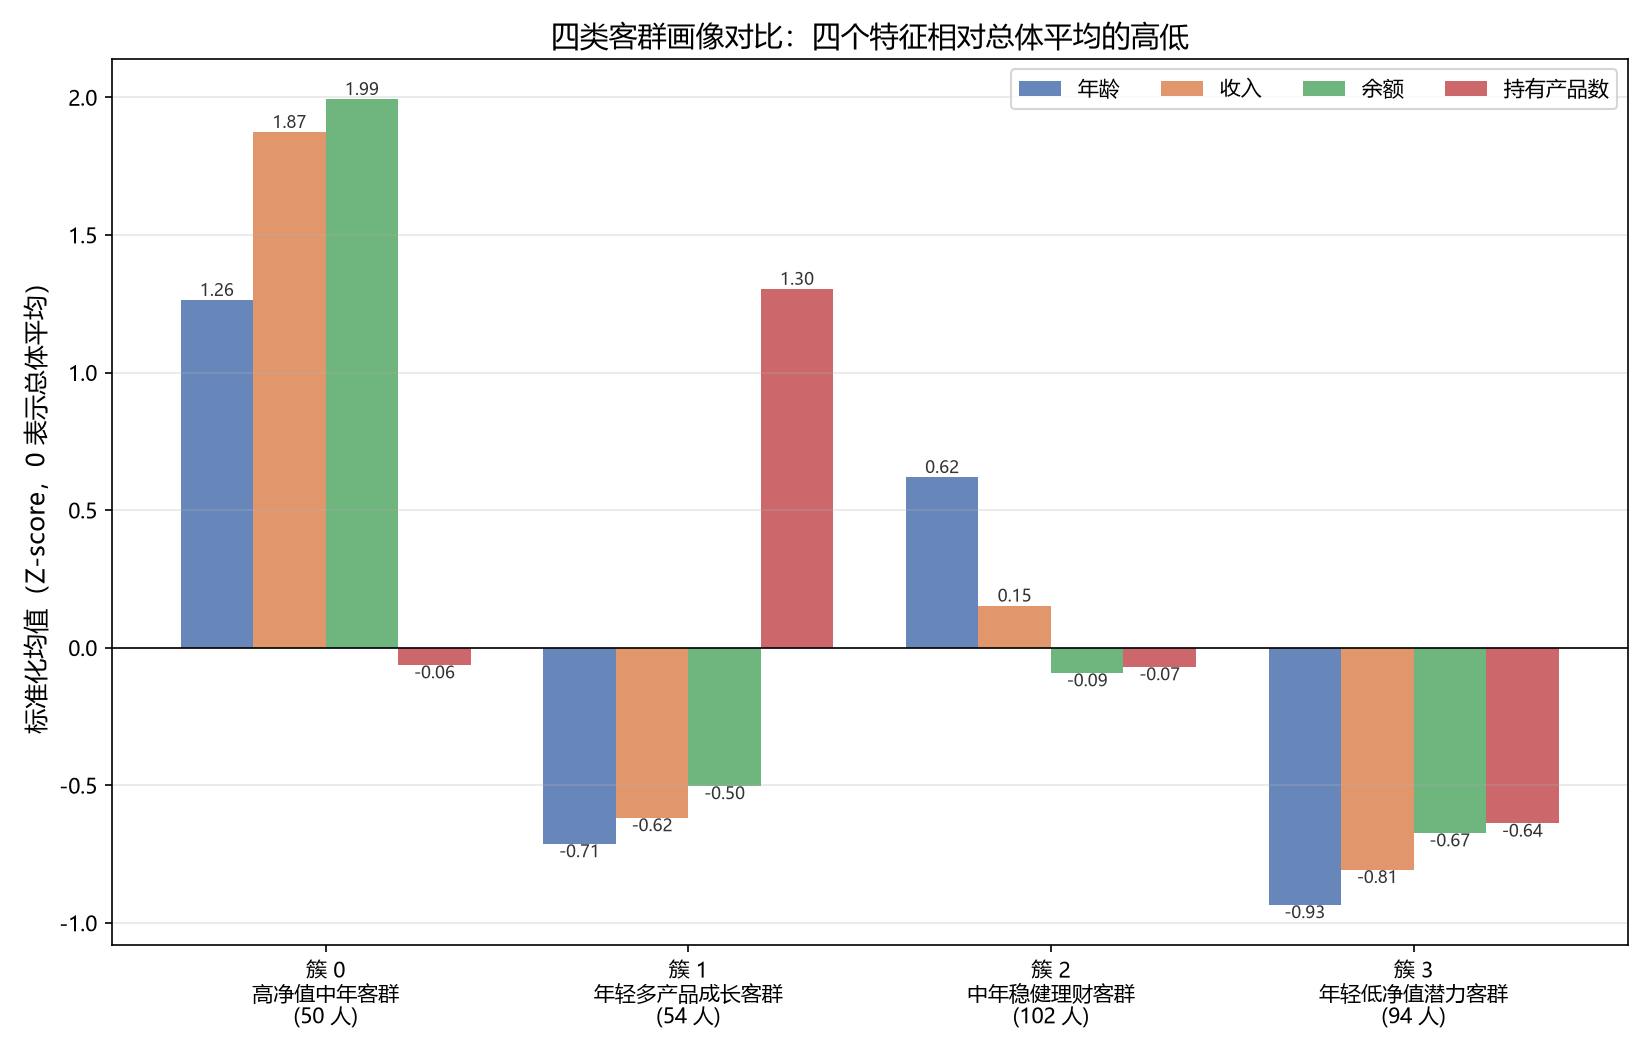 四类客群画像对比：四个特征相对总体平均的高低
年龄 收入 余额 持有产品数
标准化均值（Z-score，0 表示总体平均）
2.0
1.5
1.0
0.5
0.0
-0.5
-1.0
1.26
1.87
1.99
-0.06
-0.71
-0.62
-0.50
1.30
0.62
0.15
-0.09
-0.07
-0.93
-0.81
-0.67
-0.64
簇 0
高净值中年客群
(50 人)
簇 1
年轻多产品成长客群
(54 人)
簇 2
中年稳健理财客群
(102 人)
簇 3
年轻低净值潜力客群
(94 人)